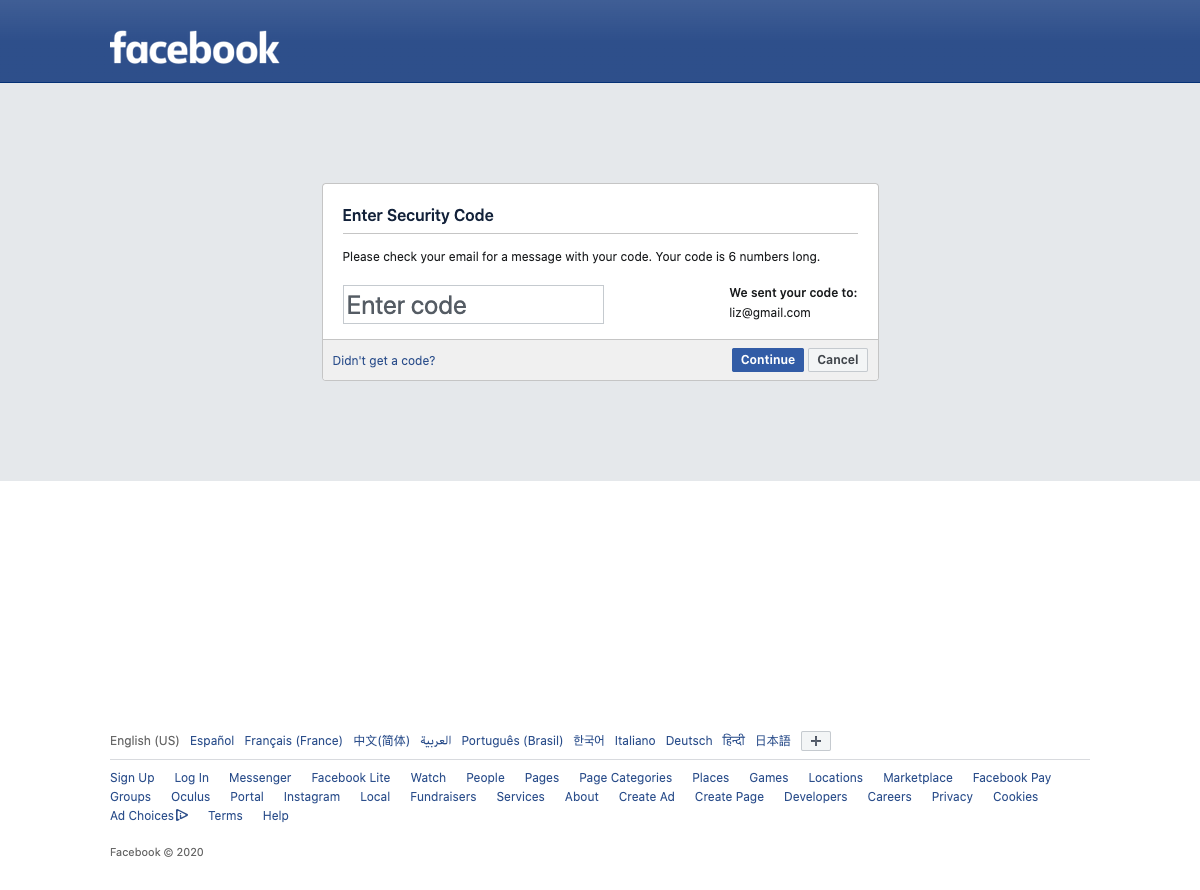 facebook
Enter Security Code
Please check your email for a message with your code. Your code is 6 numbers long.
Enter code
We sent your code to:
liz@gmail.com
Didn't get a code?
Continue Cancel
English (US) Español Français (France) 中文(简体) العربية Português (Brasil) 한국어 Italiano Deutsch हिन्दी 日本語
Sign Up Log In Messenger Facebook Lite Watch People Pages Page Categories Places Games Locations Marketplace Facebook Pay
Groups Oculus Portal Instagram Local Fundraisers Services About Create Ad Create Page Developers Careers Privacy Cookies
Ad Choices Terms Help
Facebook © 2020